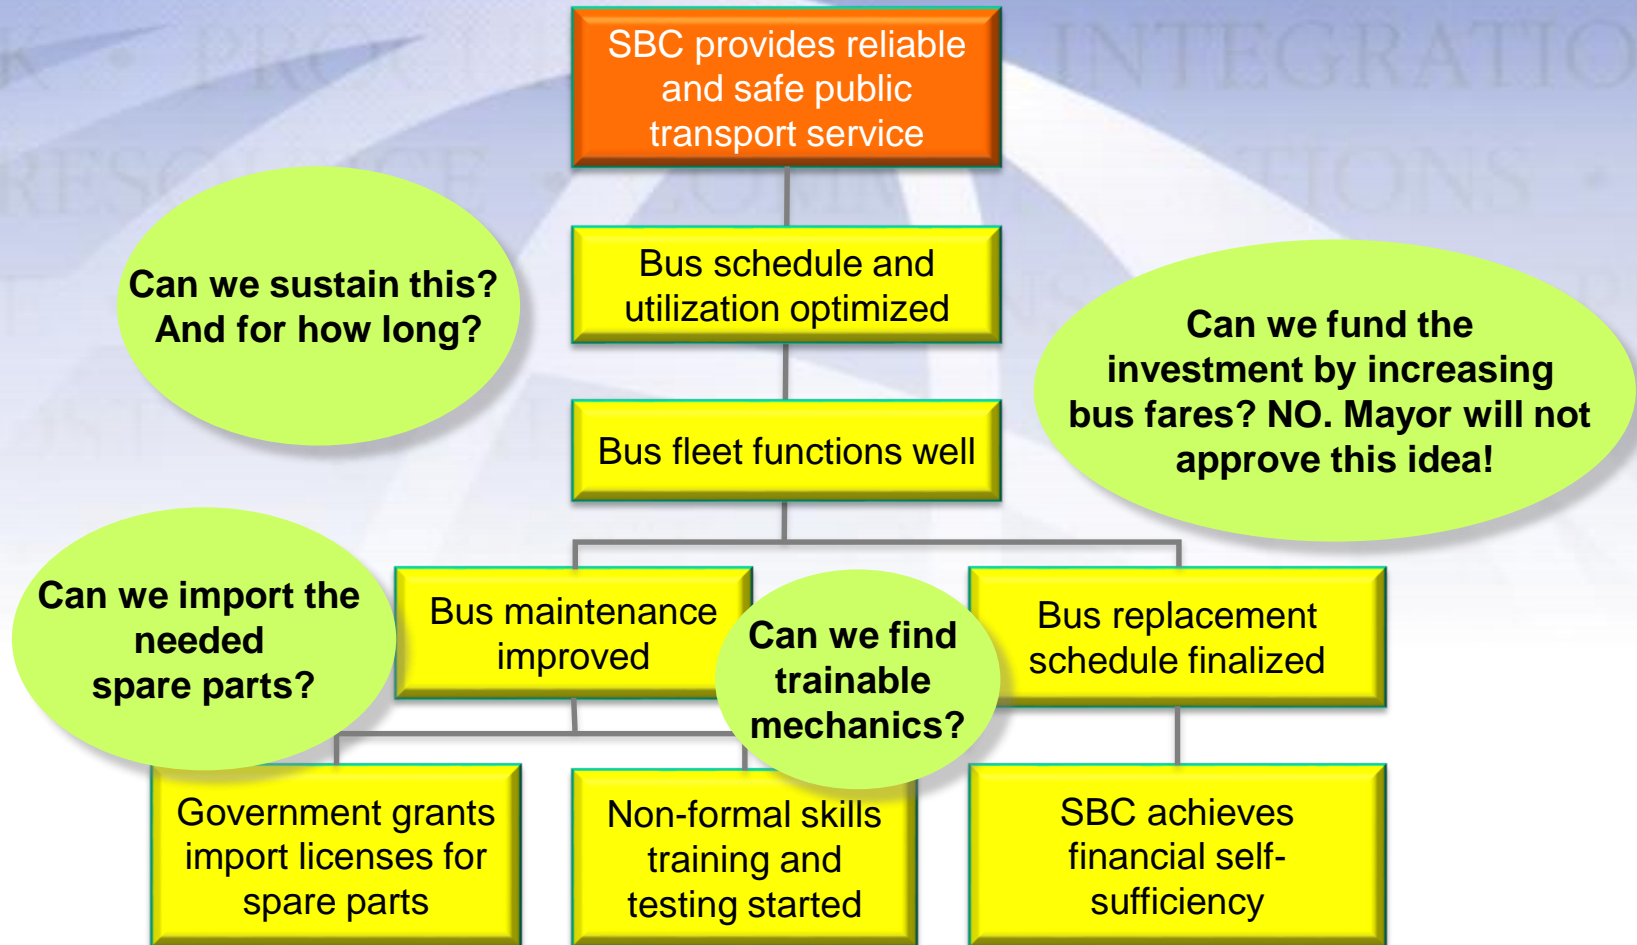 SBC provides reliable
and safe public
transport service
Can we sustain this?
And for how long?
Bus schedule and
utilization optimized
Can we fund the
investment by increasing
bus fares? NO. Mayor will not
approve this idea!
Bus fleet functions well
Can we import the
needed
spare parts?
Bus maintenance
improved
Can we find
trainable
mechanics?
Bus replacement
schedule finalized
Government grants
import licenses for
spare parts
Non-formal skills
training and
testing started
SBC achieves
financial self-
sufficiency